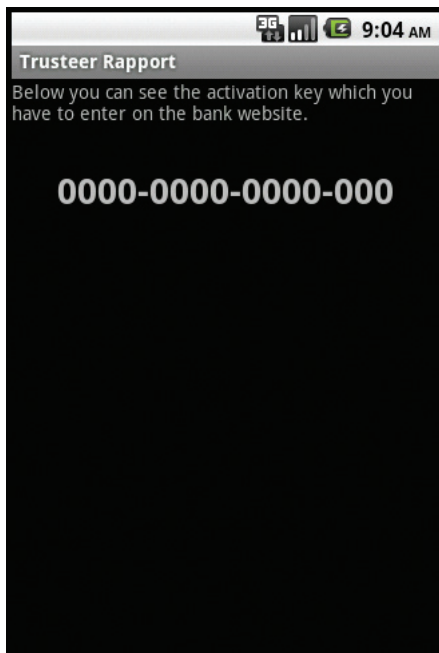 3G 9:04 AM
Trusteer Rapport
Below you can see the activation key which you
have to enter on the bank website.
0000-0000-0000-000